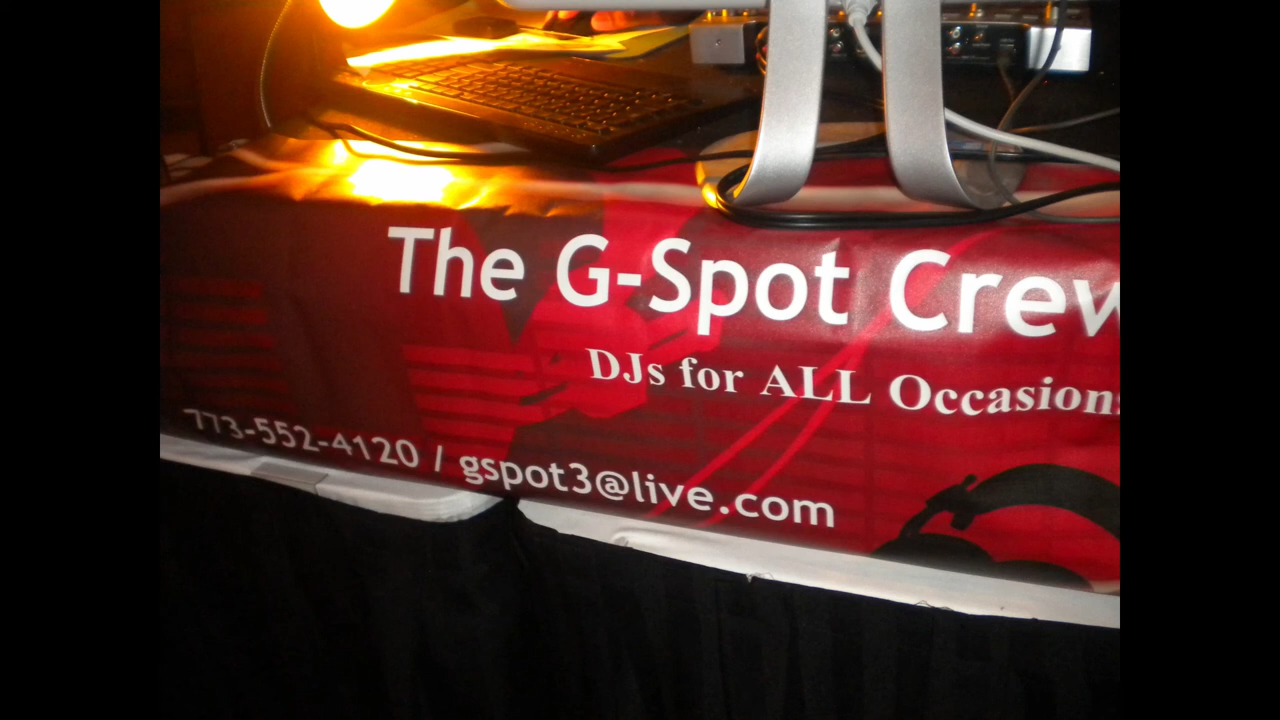 The G-Spot Crew
DJs for ALL Occasions
773-552-4120 / gspot3@live.com